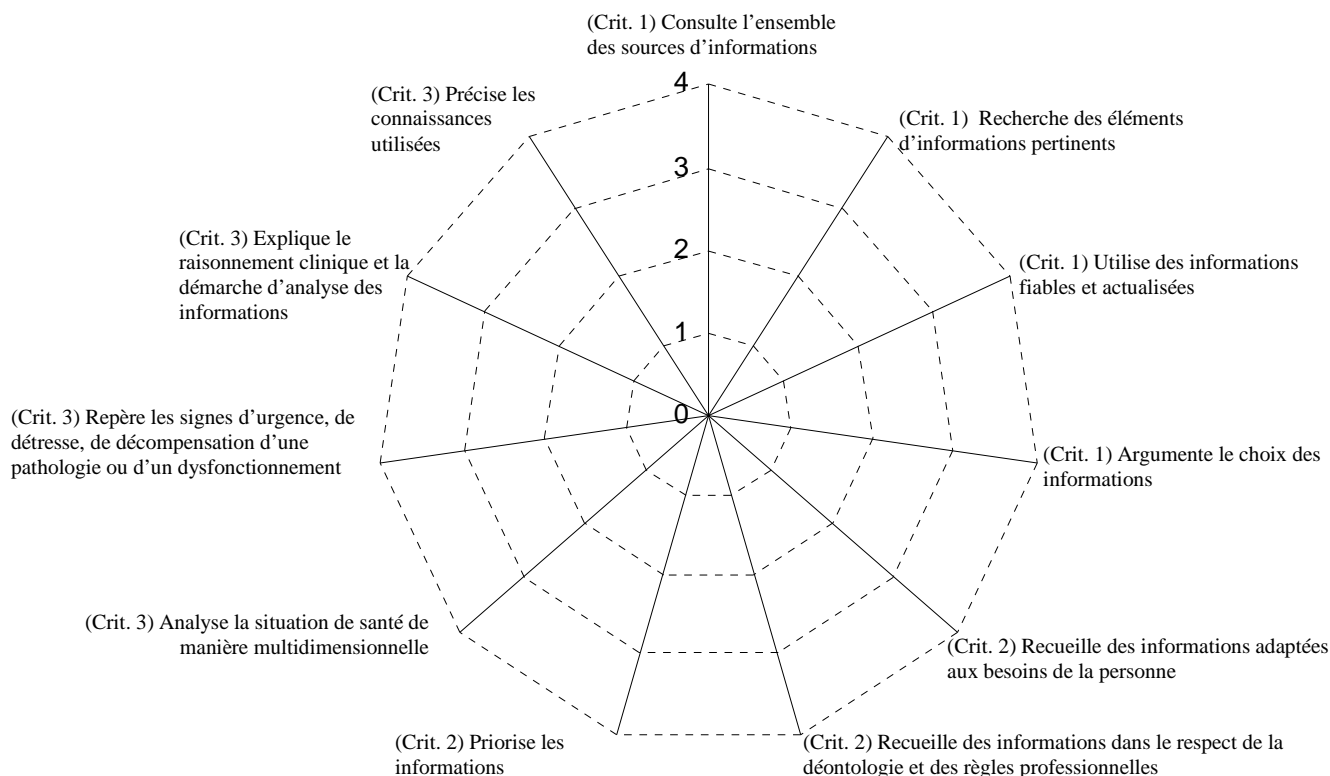 (Crit. 1) Consulte l’ensemble
des sources d’informations
(Crit. 1)  Recherche des éléments
d’informations pertinents
(Crit. 1) Utilise des informations
fiables et actualisées
(Crit. 1) Argumente le choix des
informations
(Crit. 2) Recueille des informations adaptées
aux besoins de la personne
(Crit. 2) Recueille des informations dans le respect de la
déontologie et des règles professionnelles
(Crit. 2) Priorise les
informations
(Crit. 3) Analyse la situation de santé de
manière multidimensionnelle
(Crit. 3) Repère les signes d’urgence, de
détresse, de décompensation d’une
pathologie ou d’un dysfonctionnement
(Crit. 3) Explique le
raisonnement clinique et la
démarche d’analyse des
informations
(Crit. 3) Précise les
connaissances
utilisées
4
3
2
1
0